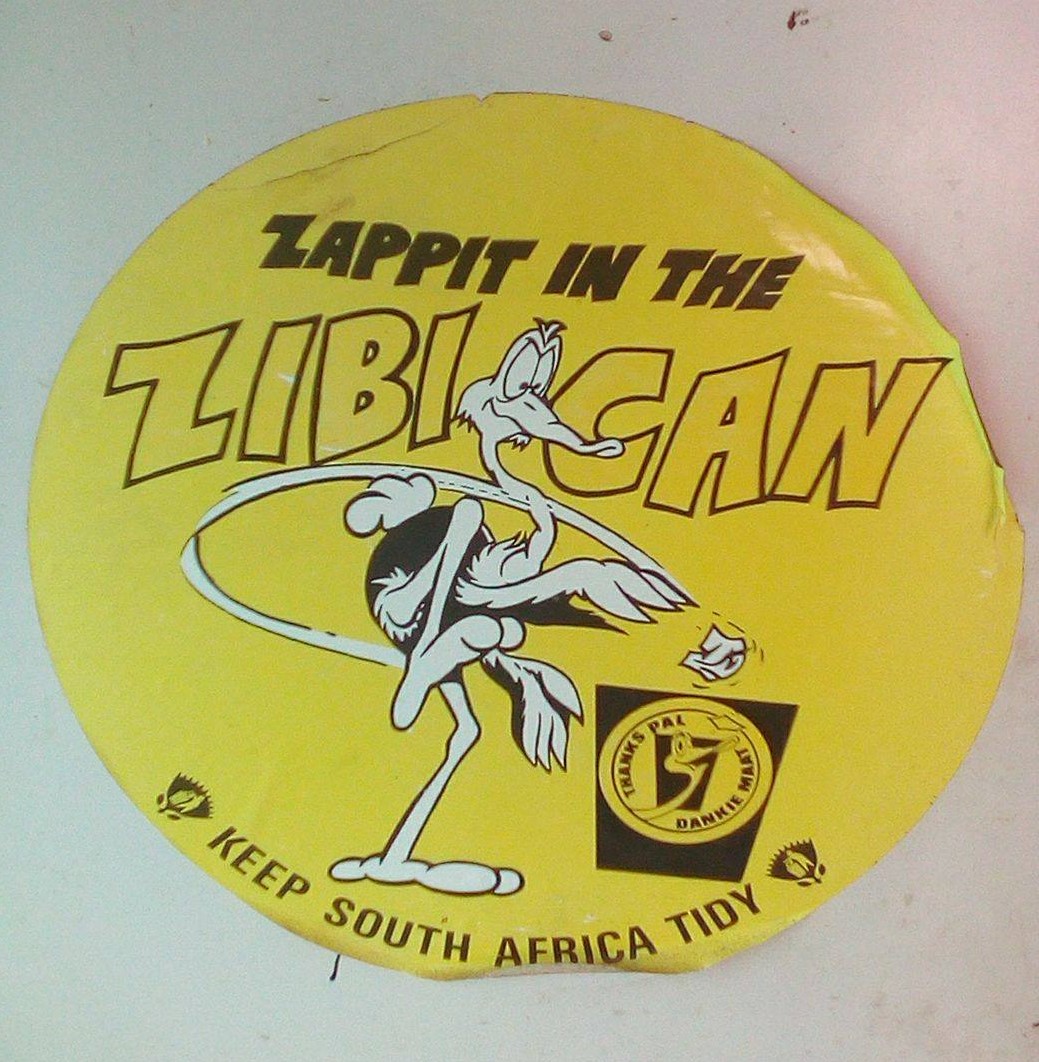 ZAPPIT IN THE
ZIBI CAN
THANKS PAL
DANKIE MAAT
KEEP SOUTH AFRICA TIDY